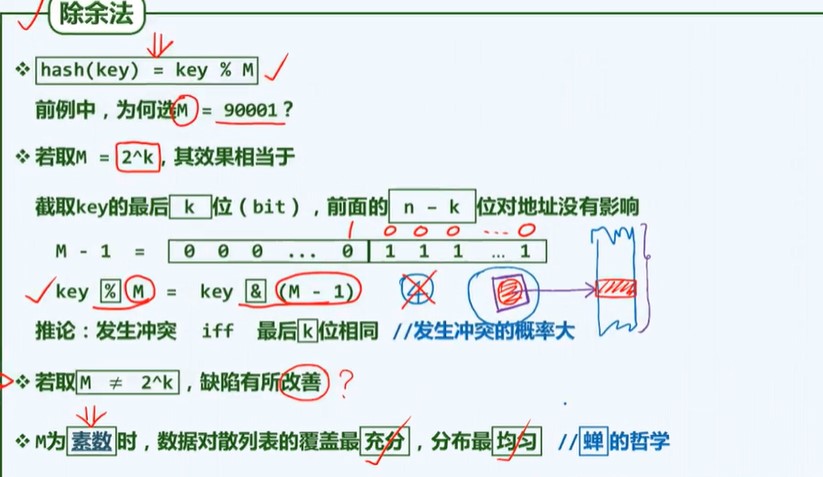 除余法
❖ hash(key) = key % M
前例中，为何选M = 90001？
❖ 若取M = 2^k，其效果相当于
截取key的最后 k 位（bit），前面的 n - k 位对地址没有影响
1 0 0 0 ... 0
M - 1 = 0 0 0 ... 0 1 1 1 ... 1
key % M = key & (M - 1)
推论：发生冲突 iff 最后k位相同 //发生冲突的概率大
❖ 若取M ≠ 2^k，缺陷有所改善 ?
❖ M为素数时，数据对散列表的覆盖最充分，分布最均匀 //蝉的哲学